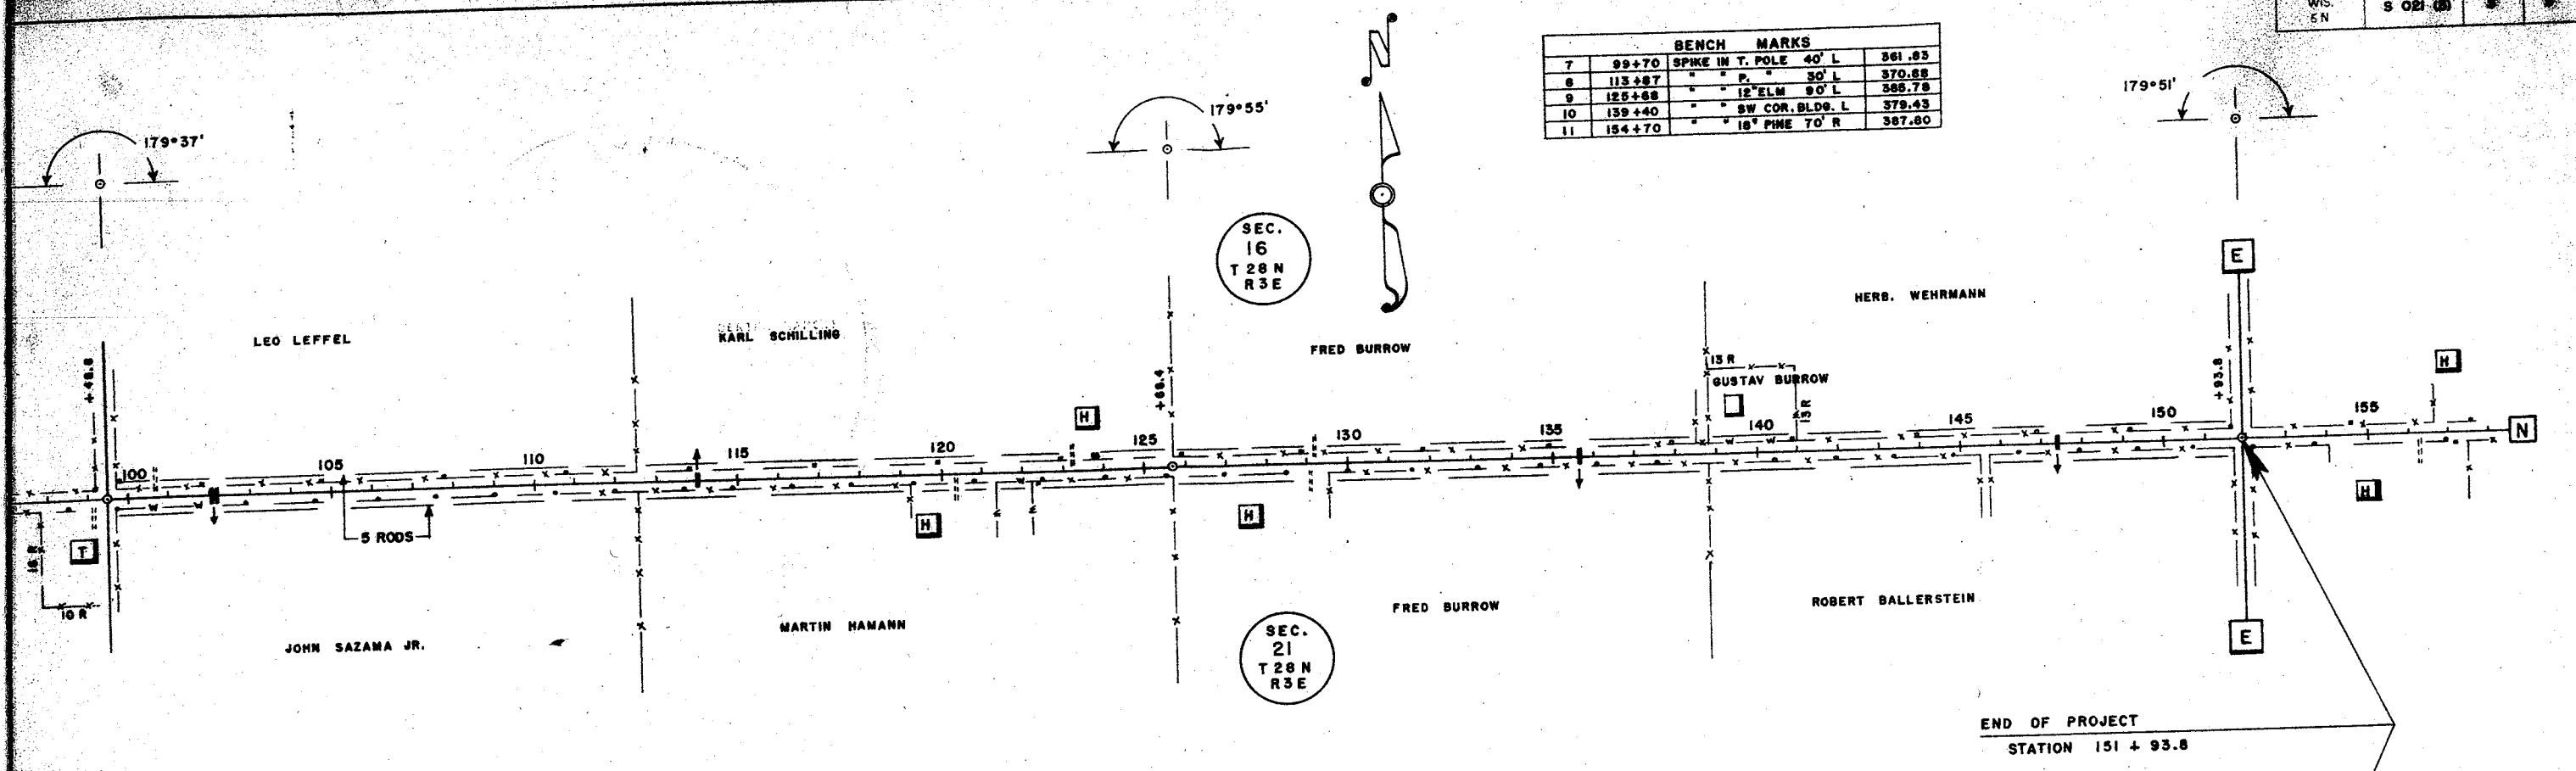 WIS.
5 N
S 021 (5)
BENCH MARKS
7 99+70 SPIKE IN T. POLE 40' L 361.83
8 113+87 " " P. " 30' L 370.68
9 125+68 " " 12" ELM 90' L 385.78
10 139+40 " " SW COR. BLDG. L 379.43
11 154+70 " " 18" PINE 70' R 387.80
N
179°37'
179°55'
179°51'
SEC.
16
T 28 N
R 3 E
E
HERB. WEHRMANN
LEO LEFFEL
KARL SCHILLING
FRED BURROW
+93.8
13 R
GUSTAV BURROW
13 R
H
H
100
105
110
115
120
125
130
135
140
145
150
155
N
T
5 RODS
H
H
H
10 R
JOHN SAZAMA JR.
MARTIN HAMANN
FRED BURROW
ROBERT BALLERSTEIN
SEC.
21
T 28 N
R 3 E
E
END OF PROJECT
STATION 151 + 93.8